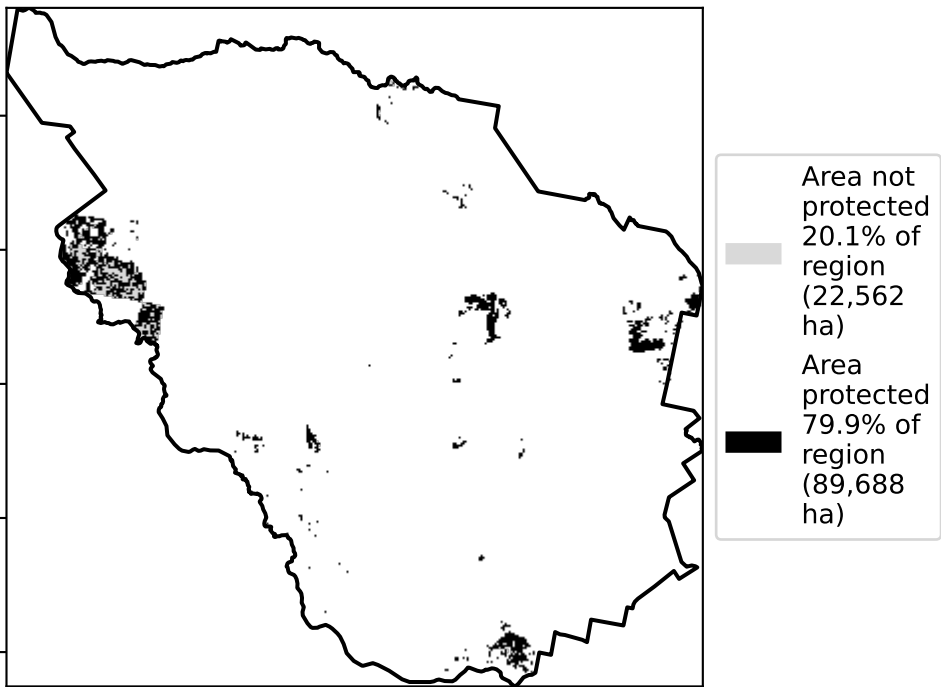 Area not
protected
20.1% of
region
(22,562
ha)
Area
protected
79.9% of
region
(89,688
ha)